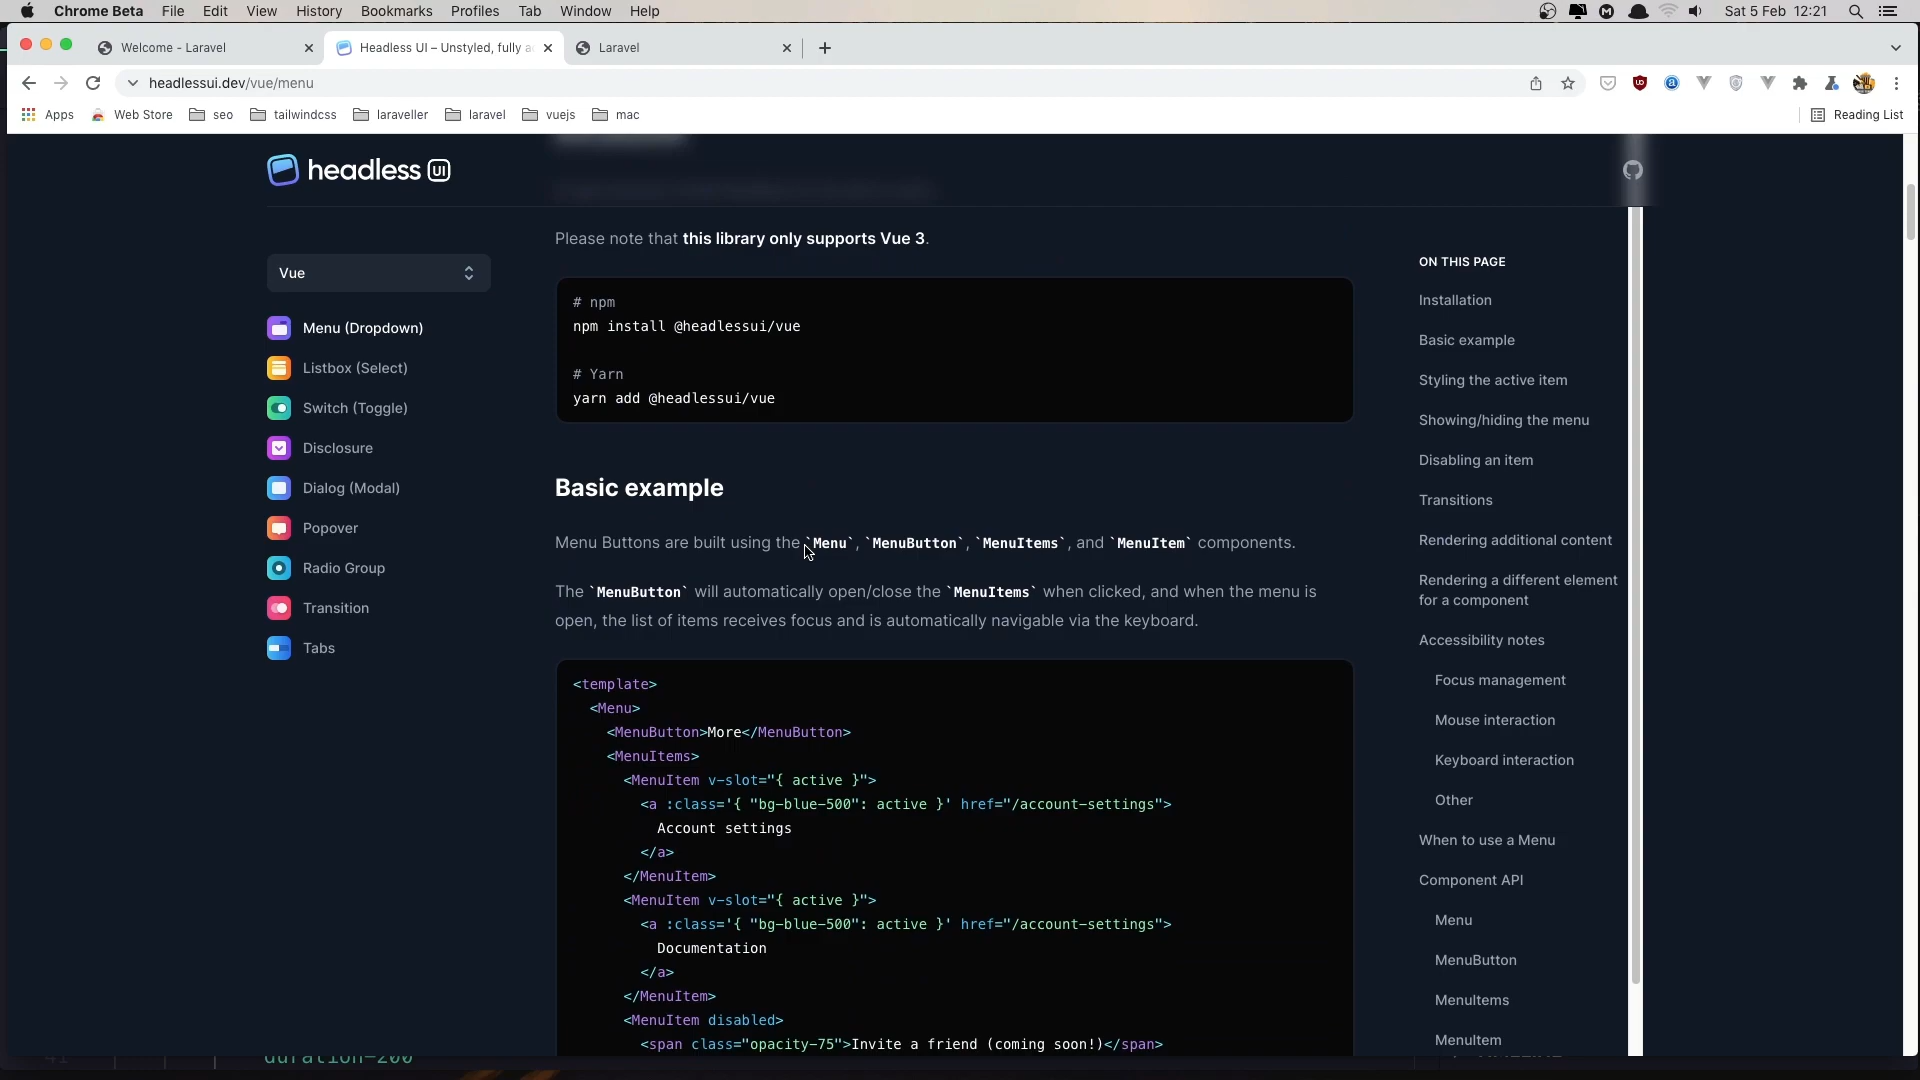 Chrome Beta File Edit View History Bookmarks Profiles Tab Window Help Sat 5 Feb 12:21
Welcome - Laravel
Headless UI – Unstyled, fully a
Laravel
headlessui.dev/vue/menu
Apps Web Store seo tailwindcss laraveller laravel vuejs mac Reading List
headless UI
Vue
Menu (Dropdown)
Listbox (Select)
Switch (Toggle)
Disclosure
Dialog (Modal)
Popover
Radio Group
Transition
Tabs
Please note that this library only supports Vue 3.
# npm
npm install @headlessui/vue
# Yarn
yarn add @headlessui/vue
Basic example
Menu Buttons are built using the `Menu`, `MenuButton`, `MenuItems`, and `MenuItem` components.
The `MenuButton` will automatically open/close the `MenuItems` when clicked, and when the menu is
open, the list of items receives focus and is automatically navigable via the keyboard.
<template>
<Menu>
<MenuButton>More</MenuButton>
<MenuItems>
<MenuItem v-slot="{ active }">
<a :class='{ "bg-blue-500": active }' href="/account-settings">
Account settings
</a>
</MenuItem>
<MenuItem v-slot="{ active }">
<a :class='{ "bg-blue-500": active }' href="/account-settings">
Documentation
</a>
</MenuItem>
<MenuItem disabled>
<span class="opacity-75">Invite a friend (coming soon!)</span>
ON THIS PAGE
Installation
Basic example
Styling the active item
Showing/hiding the menu
Disabling an item
Transitions
Rendering additional content
Rendering a different element
for a component
Accessibility notes
Focus management
Mouse interaction
Keyboard interaction
Other
When to use a Menu
Component API
Menu
MenuButton
MenuItems
MenuItem
duration=200